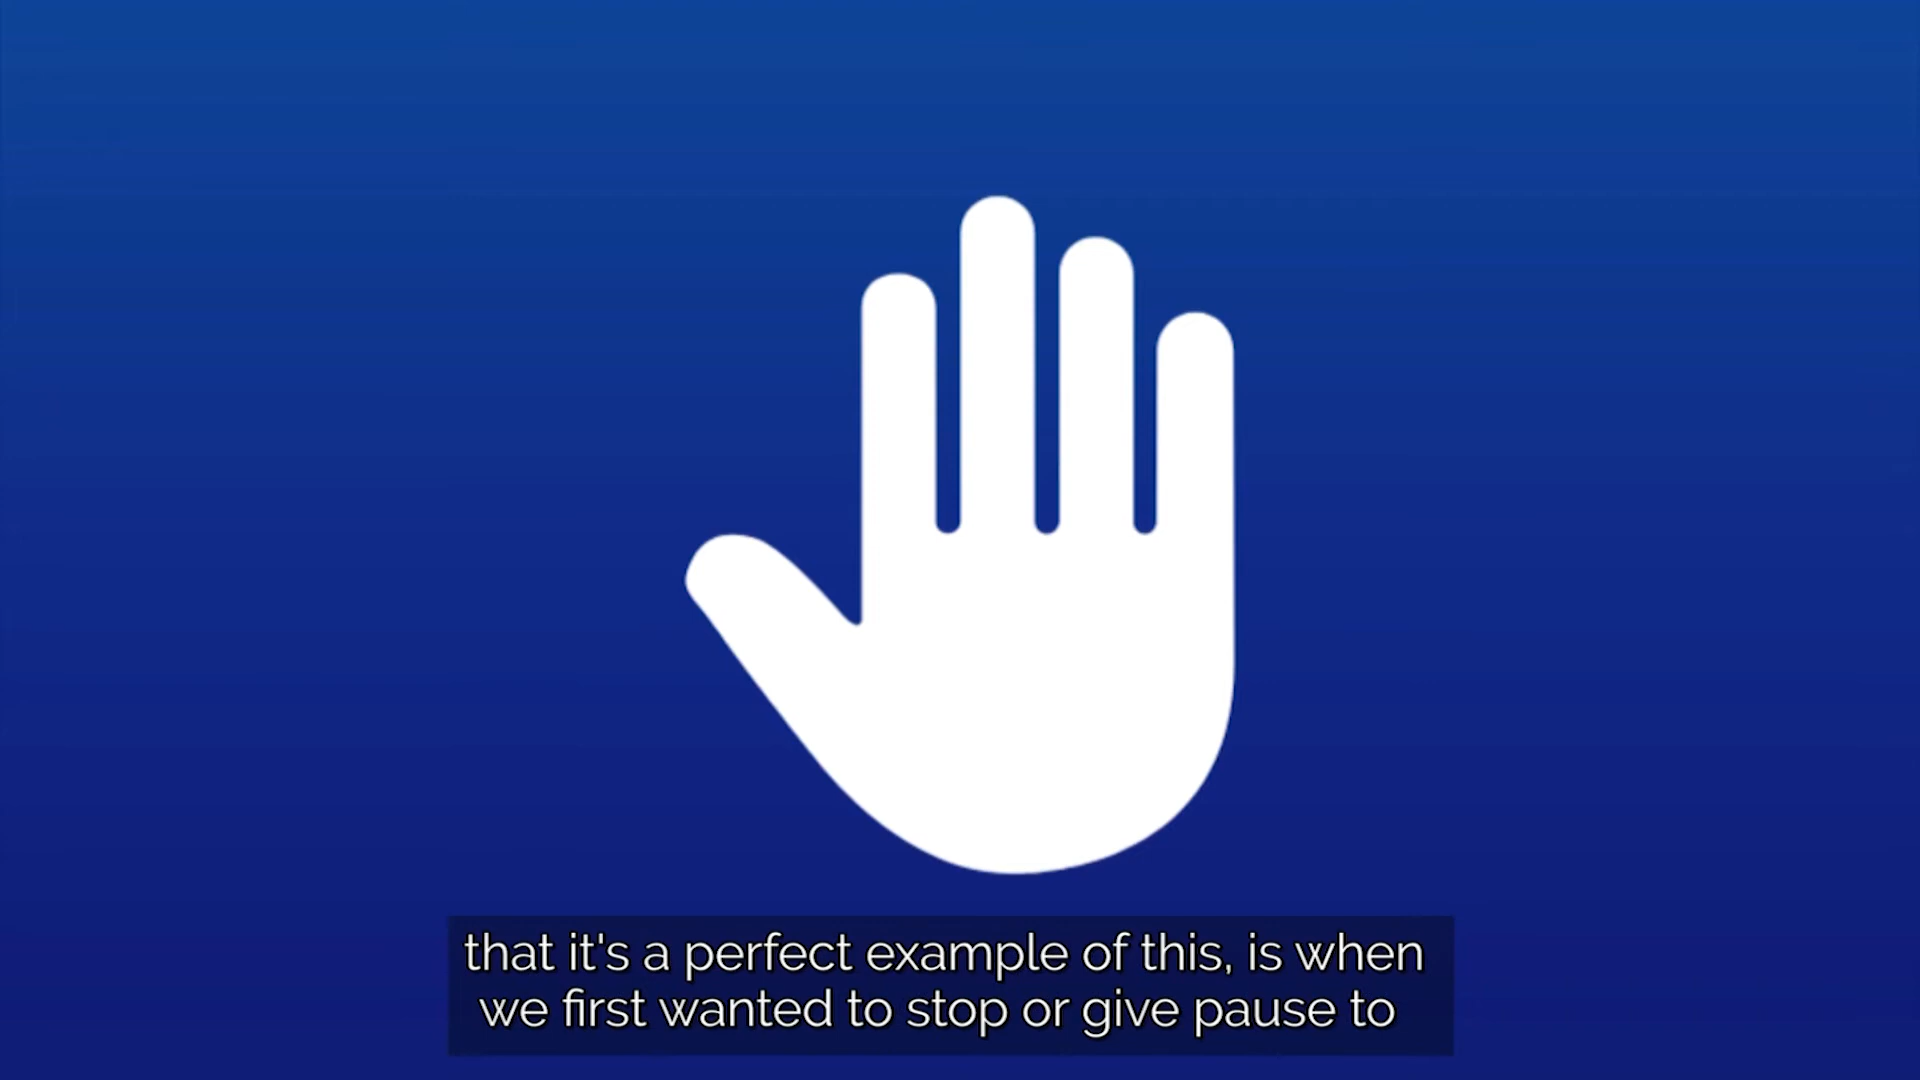 that it's a perfect example of this, is when
we first wanted to stop or give pause to